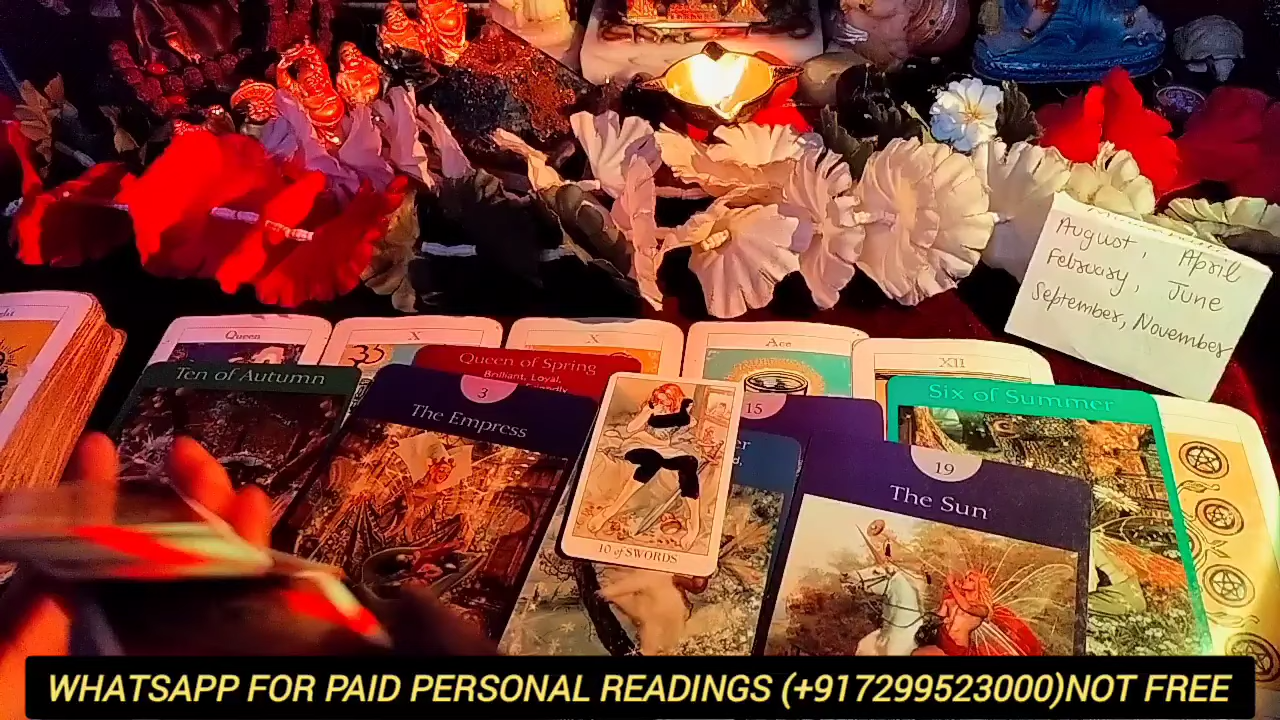 August, April
February, June
September, November
Queen
X
X
Ace
XII
Ten of Autumn
Queen of Spring
Brilliant, Loyal,
3
The Empress
15
Six of Summer
19
The Sun
10 of SWORDS
WHATSAPP FOR PAID PERSONAL READINGS (+917299523000)NOT FREE